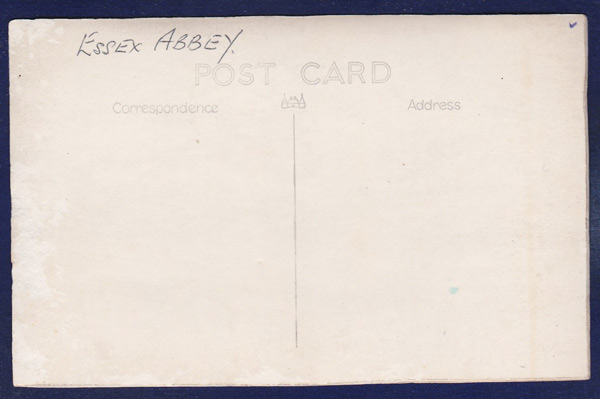 ESSEX ABBEY.
POST CARD
Correspondence
Address